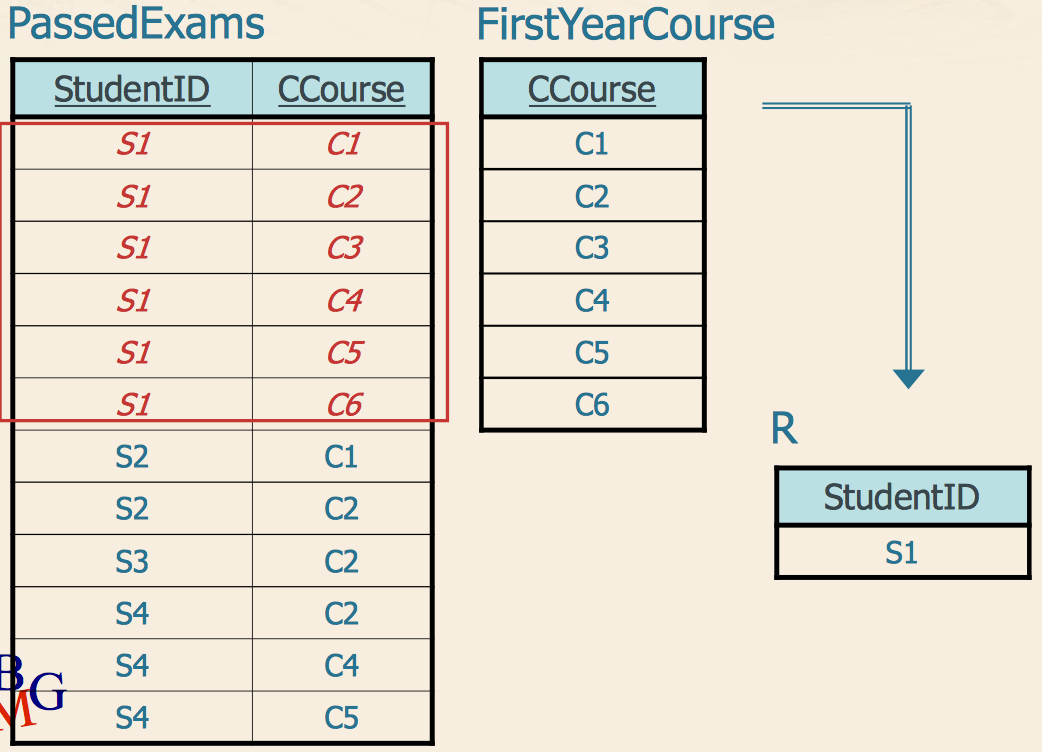 PassedExams
StudentID CCourse
S1 C1
S1 C2
S1 C3
S1 C4
S1 C5
S1 C6
S2 C1
S2 C2
S3 C2
S4 C2
S4 C4
S4 C5
FirstYearCourse
CCourse
C1
C2
C3
C4
C5
C6
R
StudentID
S1
B
M
G